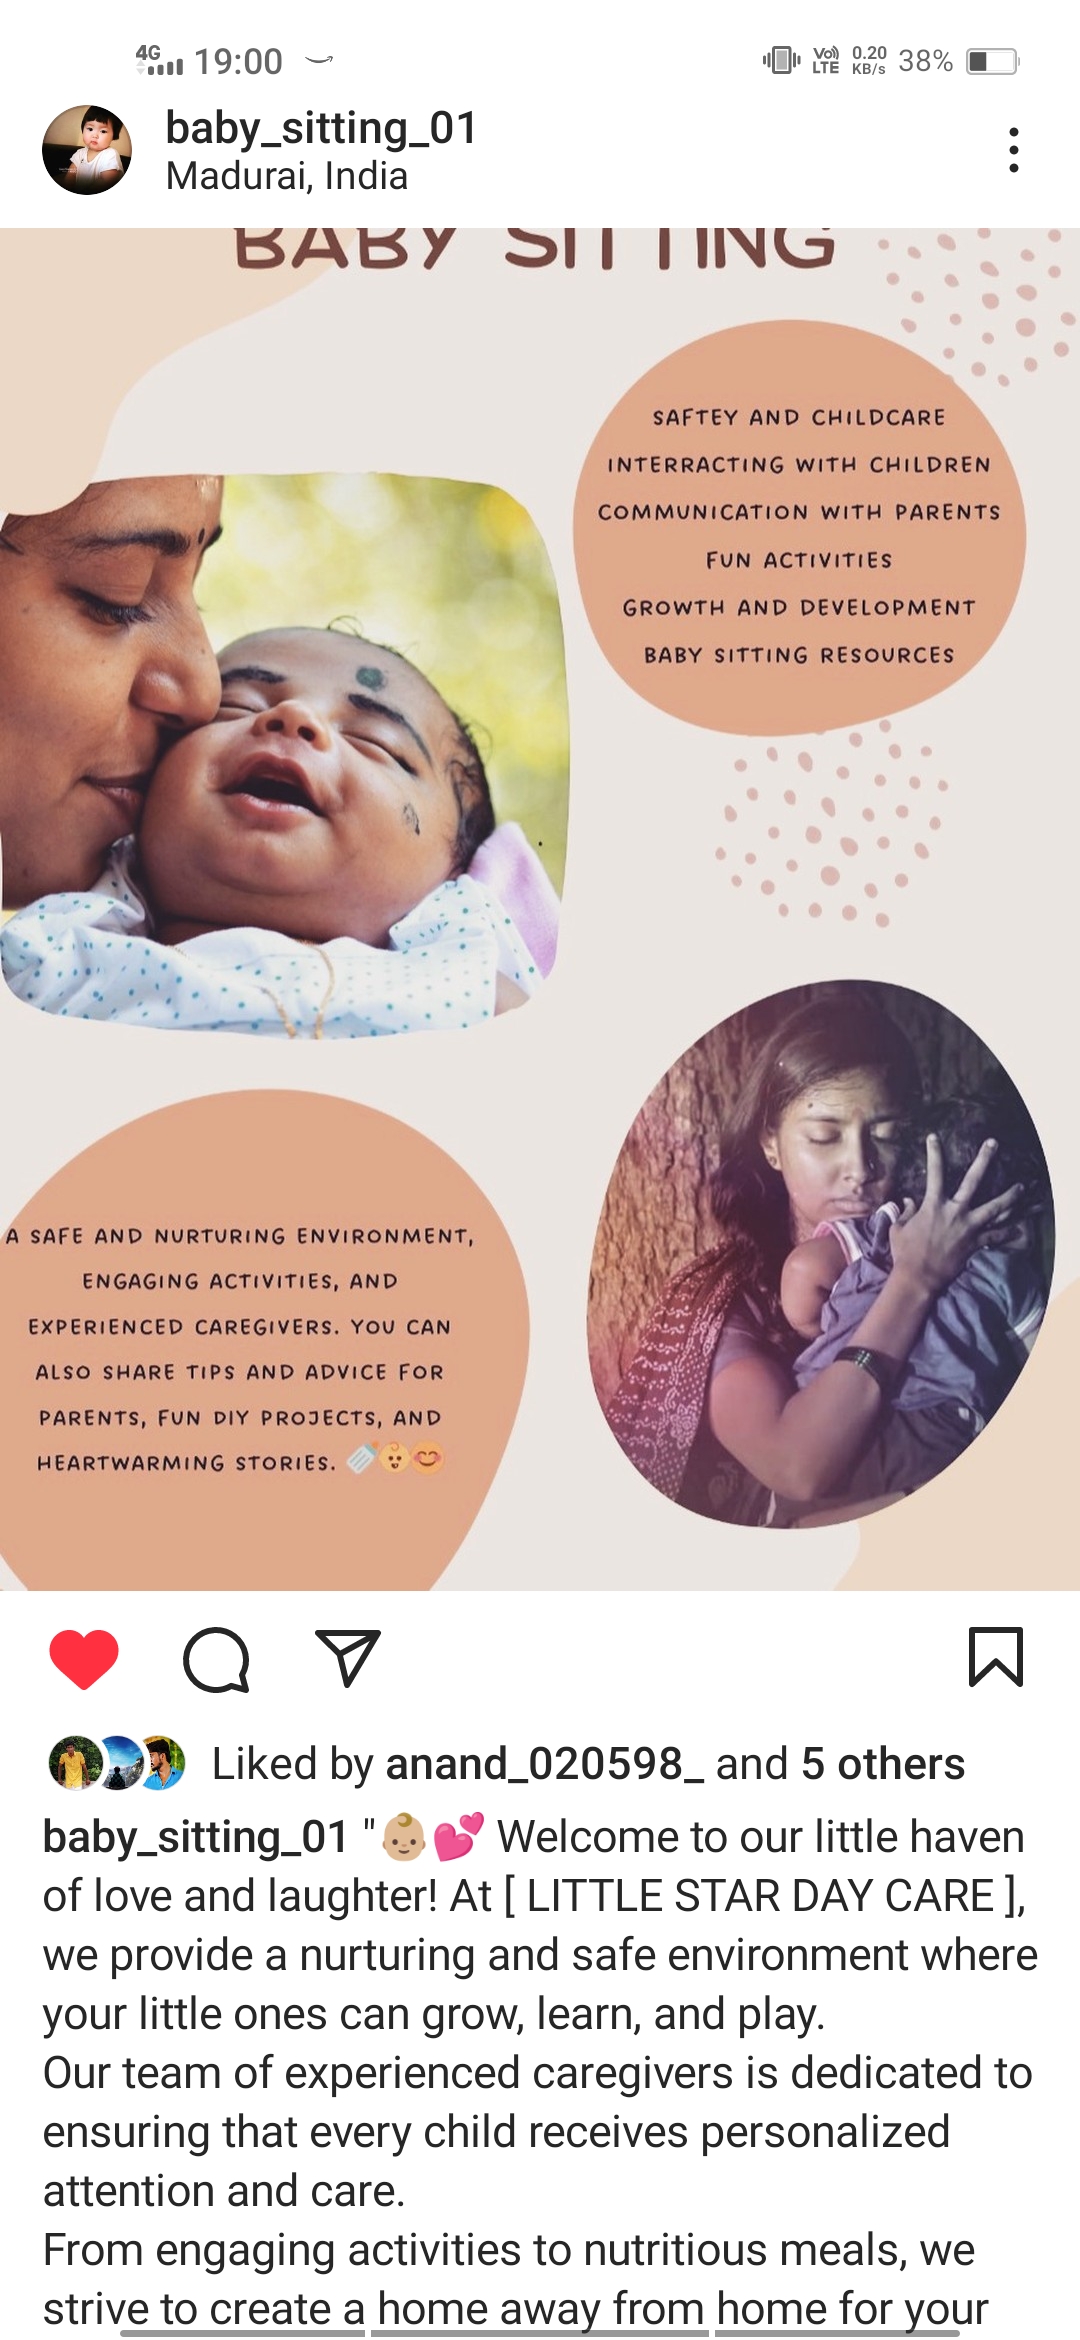 4G 19:00 Vo) LTE 0.20 KB/s 38%
baby_sitting_01
Madurai, India
BABY SITTING
SAFTEY AND CHILDCARE
INTERRACTING WITH CHILDREN
COMMUNICATION WITH PARENTS
FUN ACTIVITIES
GROWTH AND DEVELOPMENT
BABY SITTING RESOURCES
A SAFE AND NURTURING ENVIRONMENT,
ENGAGING ACTIVITIES, AND
EXPERIENCED CAREGIVERS. YOU CAN
ALSO SHARE TIPS AND ADVICE FOR
PARENTS, FUN DIY PROJECTS, AND
HEARTWARMING STORIES. 🍼👶😊
Liked by anand_020598_ and 5 others
baby_sitting_01 "👶🏼💕 Welcome to our little haven
of love and laughter! At [ LITTLE STAR DAY CARE ],
we provide a nurturing and safe environment where
your little ones can grow, learn, and play.
Our team of experienced caregivers is dedicated to
ensuring that every child receives personalized
attention and care.
From engaging activities to nutritious meals, we
strive to create a home away from home for your